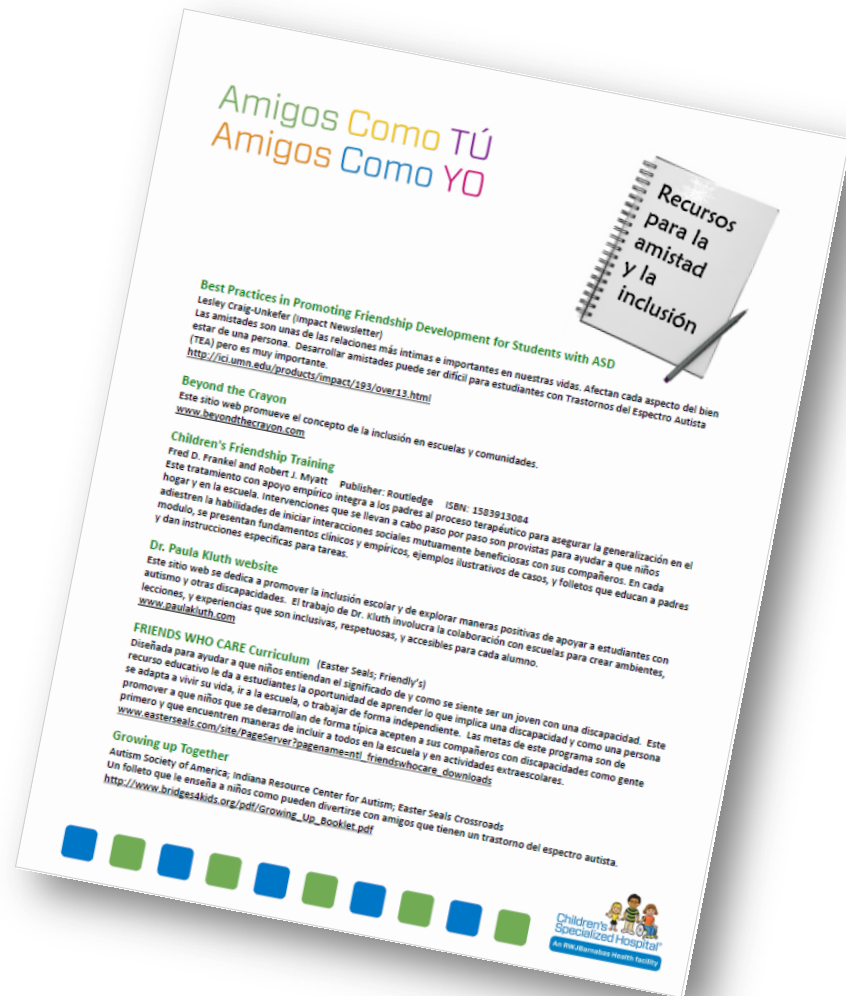 Amigos Como TÚ
Amigos Como YO
Recursos
para la
amistad
y la
inclusión
Best Practices in Promoting Friendship Development for Students with ASD
Lesley Craig-Unkefer (Impact Newsletter)
Las amistades son unas de las relaciones más intimas e importantes en nuestras vidas. Afectan cada aspecto del bien
estar de una persona. Desarrollar amistades puede ser difícil para estudiantes con Trastornos del Espectro Autista
(TEA) pero es muy importante.
http://ici.umn.edu/products/impact/193/over13.html
Beyond the Crayon
Este sitio web promueve el concepto de la inclusión en escuelas y comunidades.
www.beyondthecrayon.com
Children's Friendship Training
Fred D. Frankel and Robert J. Myatt Publisher: Routledge ISBN: 1583913084
Este tratamiento con apoyo empírico integra a los padres al proceso terapéutico para asegurar la generalización en el
hogar y en la escuela. Intervenciones que se llevan a cabo paso por paso son provistas para ayudar a que niños
adiestren la habilidades de iniciar interacciones sociales mutuamente beneficiosas con sus compañeros. En cada
modulo, se presentan fundamentos clínicos y empíricos, ejemplos ilustrativos de casos, y folletos que educan a padres
y dan instrucciones especificas para tareas.
Dr. Paula Kluth website
Este sitio web se dedica a promover la inclusión escolar y de explorar maneras positivas de apoyar a estudiantes con
autismo y otras discapacidades. El trabajo de Dr. Kluth involucra la colaboración con escuelas para crear ambientes,
lecciones, y experiencias que son inclusivas, respetuosas, y accesibles para cada alumno.
www.paulakluth.com
FRIENDS WHO CARE Curriculum (Easter Seals; Friendly's)
Diseñada para ayudar a que niños entiendan el significado de y como se siente ser un joven con una discapacidad. Este
recurso educativo le da a estudiantes la oportunidad de aprender lo que implica una discapacidad y como una persona
se adapta a vivir su vida, ir a la escuela, o trabajar de forma independiente. Las metas de este programa son de
promover a que niños que se desarrollan de forma típica acepten a sus compañeros con discapacidades como gente
primero y que encuentren maneras de incluir a todos en la escuela y en actividades extraescolares.
www.easterseals.com/site/PageServer?pagename=ntl_friendswhocare_downloads
Growing up Together
Autism Society of America; Indiana Resource Center for Autism; Easter Seals Crossroads
Un folleto que le enseña a niños como pueden divertirse con amigos que tienen un trastorno del espectro autista.
http://www.bridges4kids.org/pdf/Growing_Up_Booklet.pdf
Children's
Specialized Hospital
An RWJBarnabas Health facility